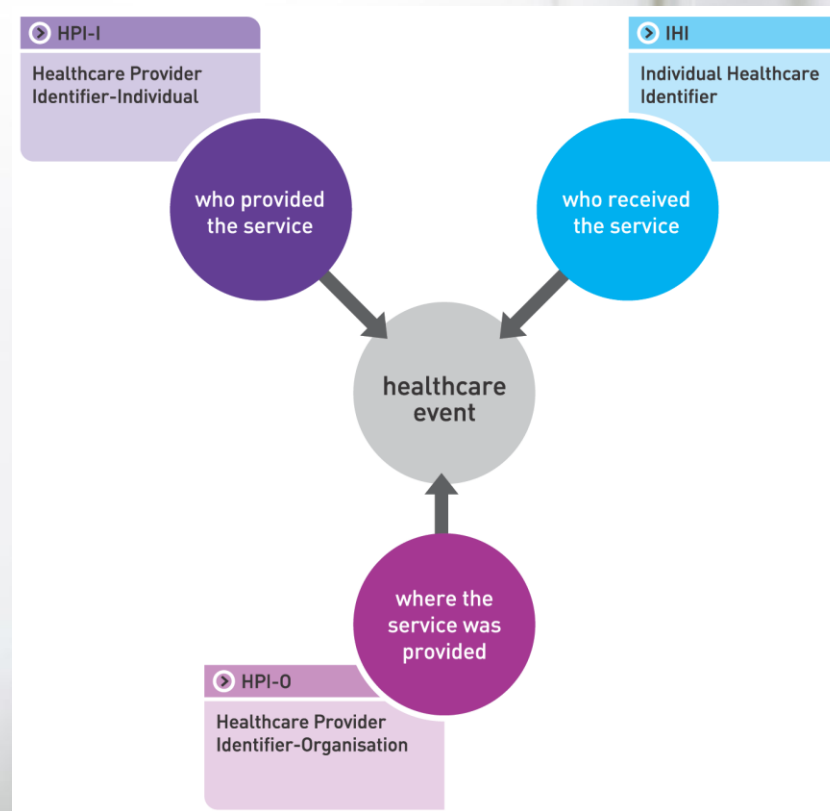 HPI-I
Healthcare Provider
Identifier-Individual
who provided
the service
IHI
Individual Healthcare
Identifier
who received
the service
healthcare
event
where the
service was
provided
HPI-O
Healthcare Provider
Identifier-Organisation